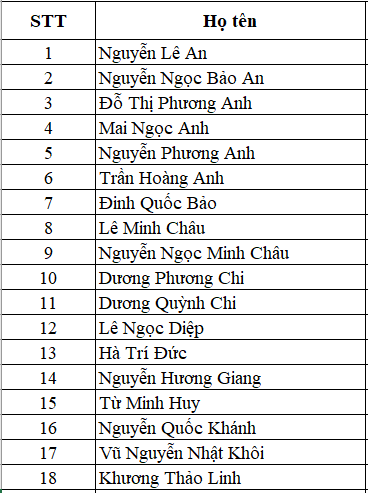 STT Họ tên
1 Nguyễn Lê An
2 Nguyễn Ngọc Bảo An
3 Đỗ Thị Phương Anh
4 Mai Ngọc Anh
5 Nguyễn Phương Anh
6 Trần Hoàng Anh
7 Đinh Quốc Bảo
8 Lê Minh Châu
9 Nguyễn Ngọc Minh Châu
10 Dương Phương Chi
11 Dương Quỳnh Chi
12 Lê Ngọc Diệp
13 Hà Trí Đức
14 Nguyễn Hương Giang
15 Từ Minh Huy
16 Nguyễn Quốc Khánh
17 Vũ Nguyễn Nhật Khôi
18 Khương Thảo Linh